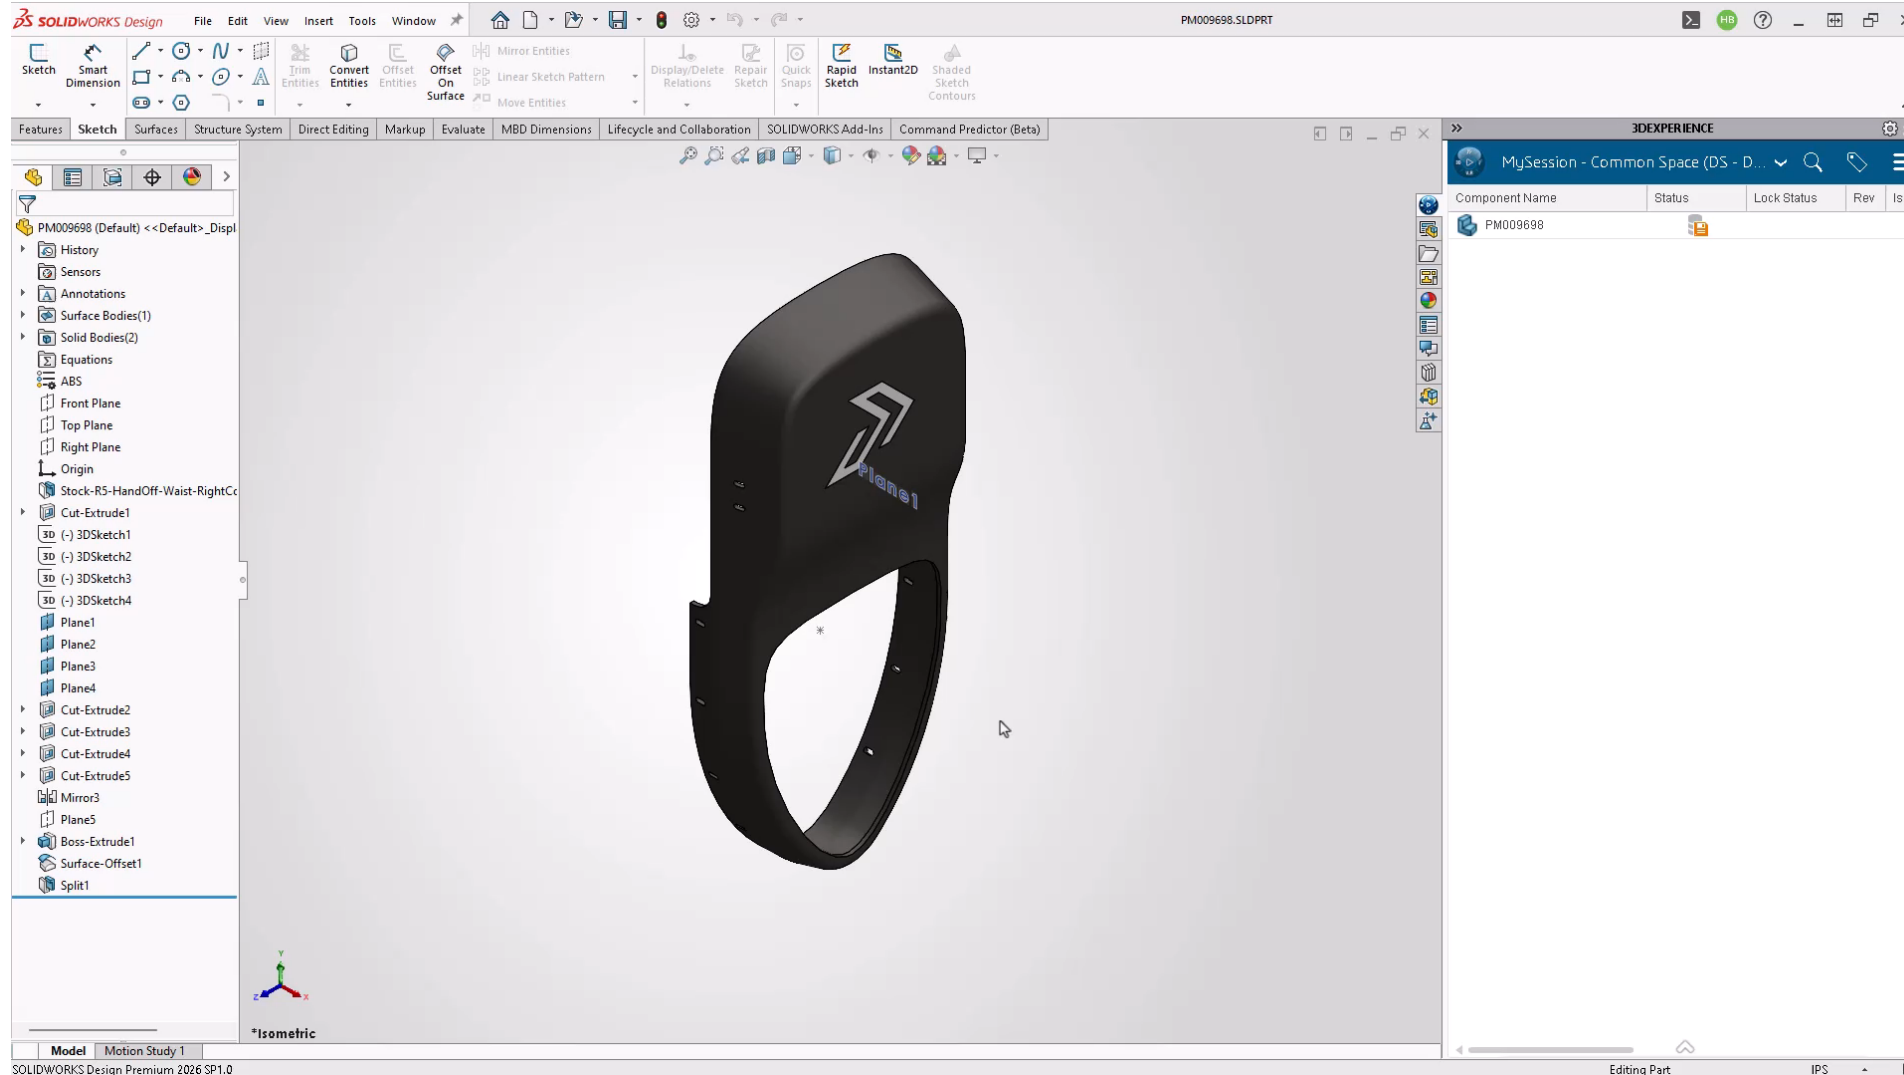 SOLIDWORKS Design File Edit View Insert Tools Window PM009698.SLDPRT HB
Sketch Smart Dimension Trim Entities Convert Entities Offset Entities Offset On Surface Mirror Entities Linear Sketch Pattern Move Entities Display/Delete Relations Repair Sketch Quick Snaps Rapid Sketch Instant2D Shaded Sketch Contours
Features Sketch Surfaces Structure System Direct Editing Markup Evaluate MBD Dimensions Lifecycle and Collaboration SOLIDWORKS Add-Ins Command Predictor (Beta)
3DEXPERIENCE
MySession - Common Space (DS - D...
Component Name Status Lock Status Rev Is
PM009698
PM009698 (Default) <<Default>_Displ
History
Sensors
Annotations
Surface Bodies(1)
Solid Bodies(2)
Equations
ABS
Front Plane
Top Plane
Right Plane
Origin
Stock-R5-HandOff-Waist-RightCo
Cut-Extrude1
3D (-) 3DSketch1
3D (-) 3DSketch2
3D (-) 3DSketch3
3D (-) 3DSketch4
Plane1
Plane2
Plane3
Plane4
Cut-Extrude2
Cut-Extrude3
Cut-Extrude4
Cut-Extrude5
Mirror3
Plane5
Boss-Extrude1
Surface-Offset1
Split1
Plane1
Y
Z X
*Isometric
Model Motion Study 1
SOLIDWORKS Design Premium 2026 SP1.0 Editing Part IPS